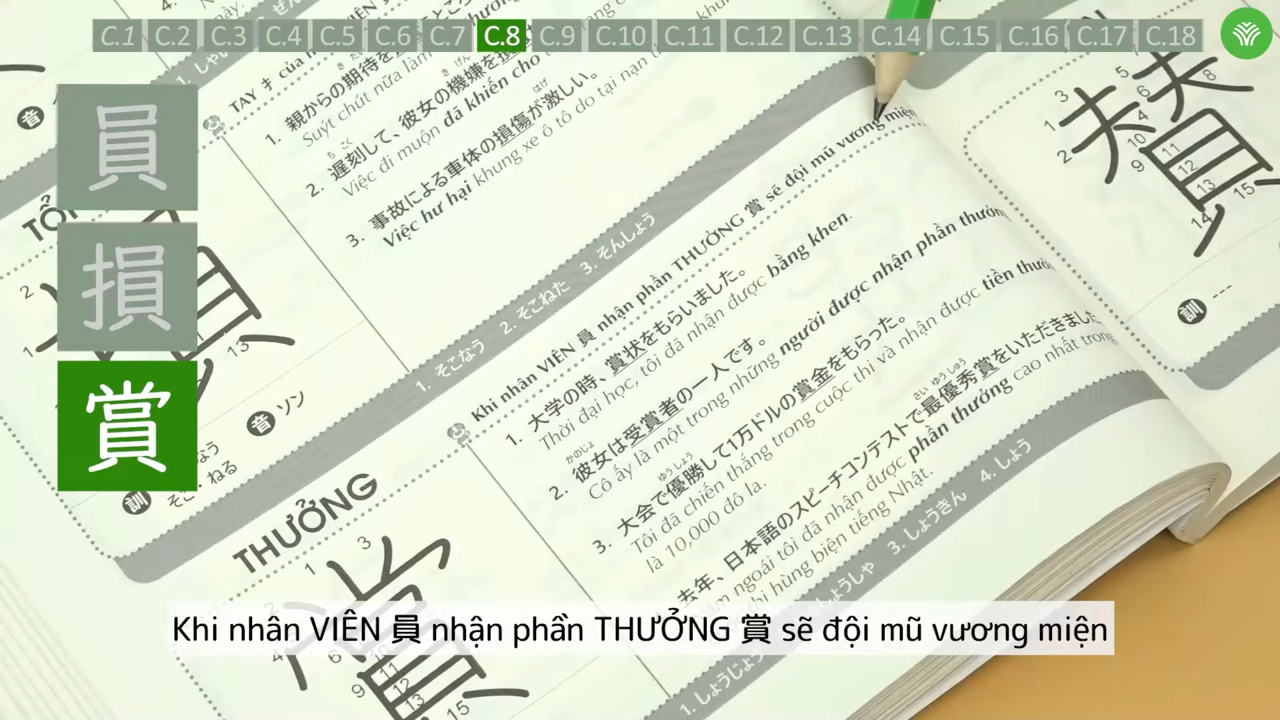 C.1 C.2 C.3 C.4 C.5 C.6 C.7 C.8 C.9 C.10 C.11 C.12 C.13 C.14 C.15 C.16 C.17 C.18
員
損
賞
TAY 扌 của
1. 親からの期待を
Suýt chút nữa làm
2. 遅刻して、彼女の機嫌を
Việc đi muộn đã khiến cho
3. 事故による車体の損傷が激しい。
Việc hư hại khung xe ô tô do tai nạn
1. そこなう 2. そこねた 3. そんしょう
音 ソン
訓
THƯỞNG
Khi nhân VIÊN 員 nhận phần THƯỞNG 賞 sẽ đội mũ vương miện
1. 大学の時、賞状をもらいました。
Thời đại học, tôi đã nhận được bằng khen.
2. 彼女は受賞者の一人です。
Cô ấy là một trong những người được nhận phần thưởng
3. 大会で優勝して1万ドルの賞金をもらった。
Tôi đã chiến thắng trong cuộc thi và nhận được tiền thưở
là 10,000 đô la.
去年、日本語のスピーチコンテストで最優秀賞をいただきました
năm ngoái tôi đã nhận được phần thưởng cao nhất trong
thi hùng biện tiếng Nhật.
3. しょうきん 4. しょう
賞
訓 ---
Khi nhân VIÊN 員 nhận phần THƯỞNG 賞 sẽ đội mũ vương miện